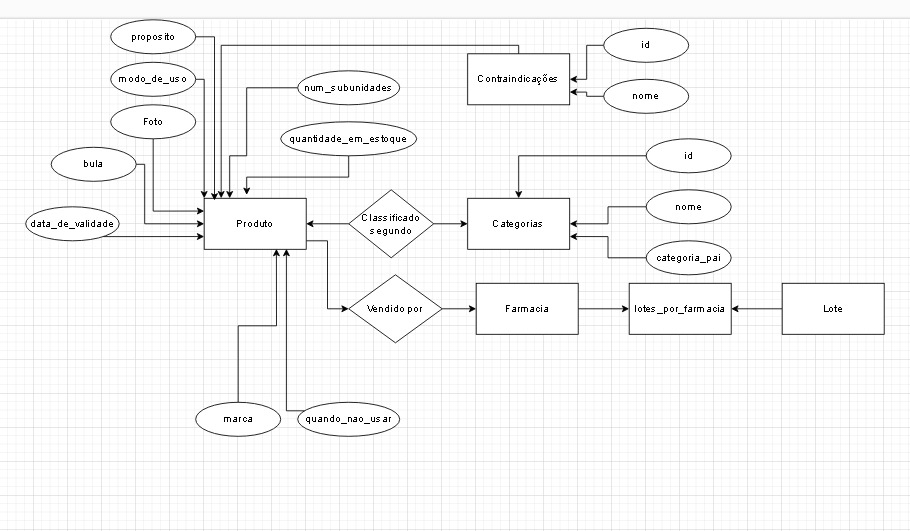 proposito
id
modo_de_uso
Contraindicações
num_subunidades
nome
Foto
quantidade_em_estoque
id
bula
nome
data_de_validade
Produto
Classificado
segundo
Categorias
categoria_pai
Vendido por
Farmacia
lotes_por_farmacia
Lote
marca
quando_nao_usar